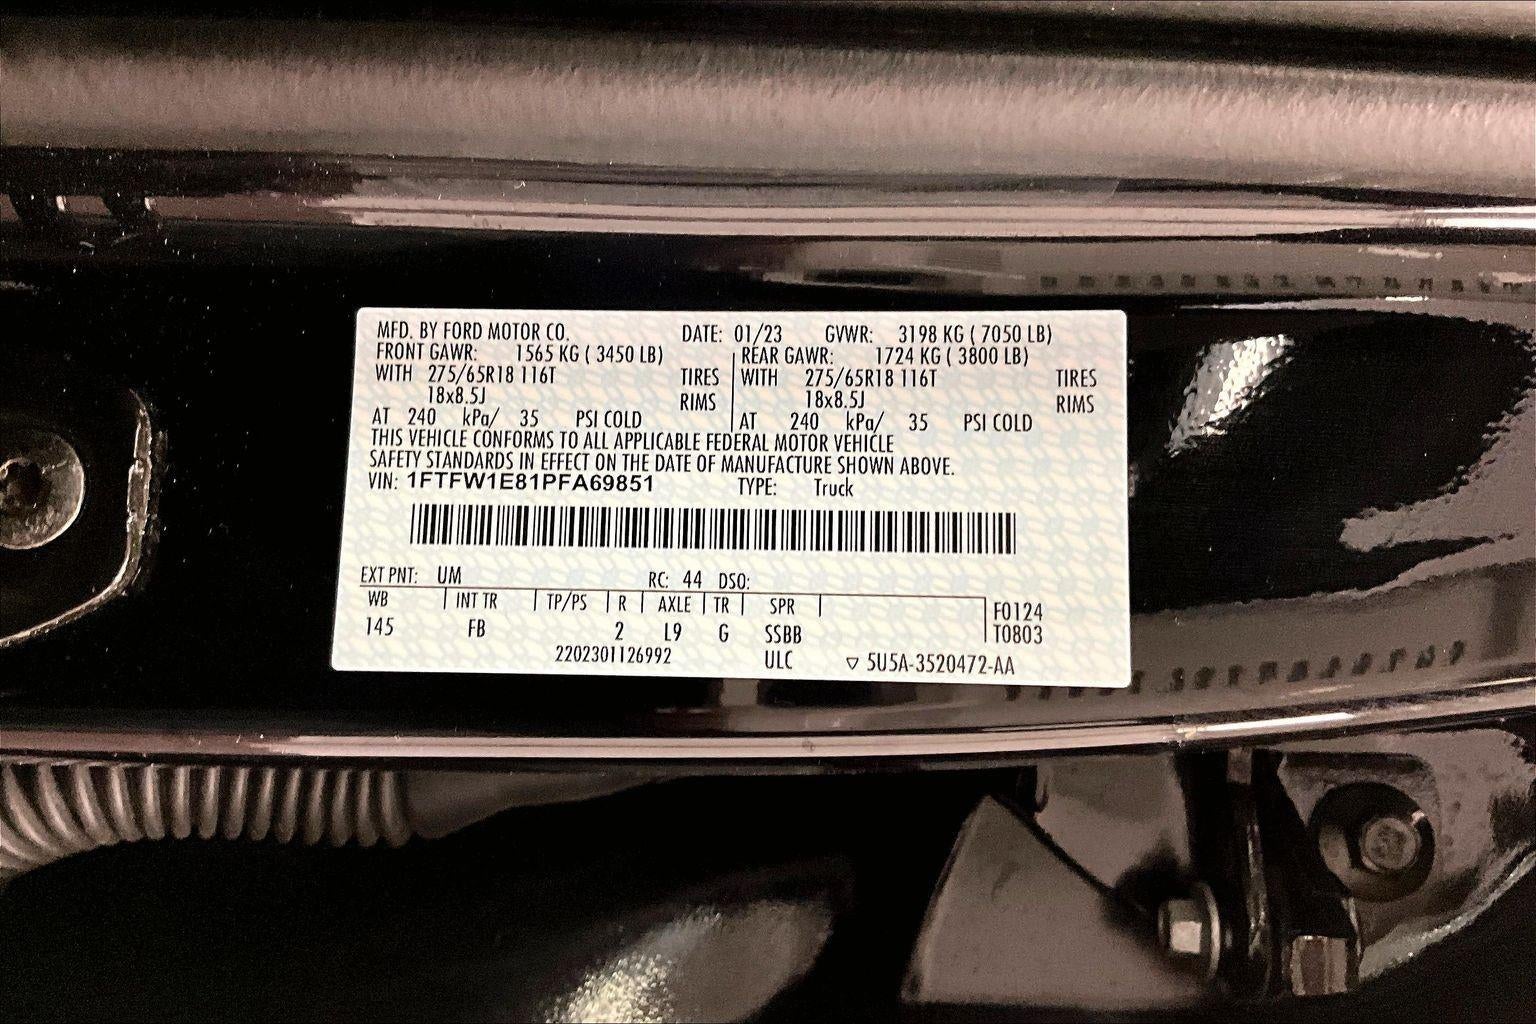 MFD. BY FORD MOTOR CO. DATE: 01/23 GVWR: 3198 KG ( 7050 LB)
FRONT GAWR: 1565 KG ( 3450 LB) REAR GAWR: 1724 KG ( 3800 LB)
WITH 275/65R18 116T TIRES WITH 275/65R18 116T TIRES
18x8.5J RIMS 18x8.5J RIMS
AT 240 kPa/ 35 PSI COLD AT 240 kPa/ 35 PSI COLD
THIS VEHICLE CONFORMS TO ALL APPLICABLE FEDERAL MOTOR VEHICLE
SAFETY STANDARDS IN EFFECT ON THE DATE OF MANUFACTURE SHOWN ABOVE.
VIN: 1FTFW1E81PFA69851 TYPE: Truck
EXT PNT: UM RC: 44 DSO:
WB INT TR TP/PS R AXLE TR SPR F0124
145 FB 2 L9 G SSBB T0803
2202301126992 ULC ▽ 5U5A-3520472-AA